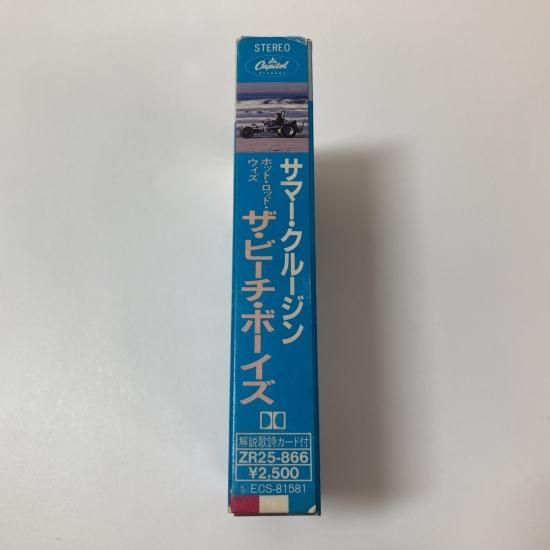 STEREO
Capitol
RECORDS
サマー・クルージン
ホット・ロッド・
ウィズ
ザ・ビーチ・ボーイズ
解説歌詩カード付
ZR25-866
¥2,500
Ⓛ ECS-81581